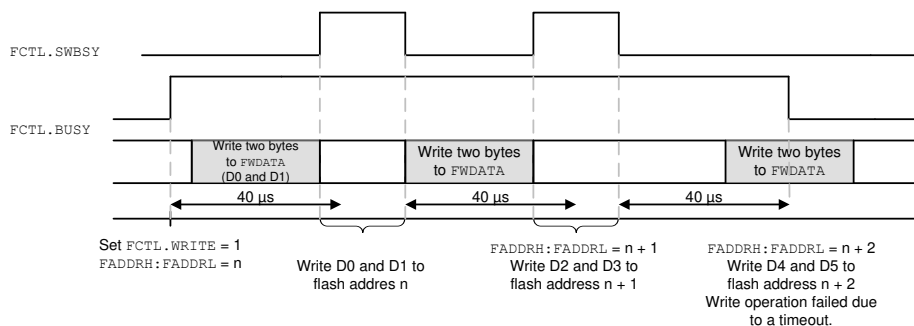 FCTL.SWBSY
FCTL.BUSY
Write two bytes
to FWDATA
(D0 and D1)
Write two bytes
to FWDATA
Write two bytes
to FWDATA
40 µs
40 µs
40 µs
Set FCTL.WRITE = 1
FADDRH:FADDRL = n
Write D0 and D1 to
flash addres n
FADDRH:FADDRL = n + 1
Write D2 and D3 to
flash address n + 1
FADDRH:FADDRL = n + 2
Write D4 and D5 to
flash address n + 2
Write operation failed due
to a timeout.